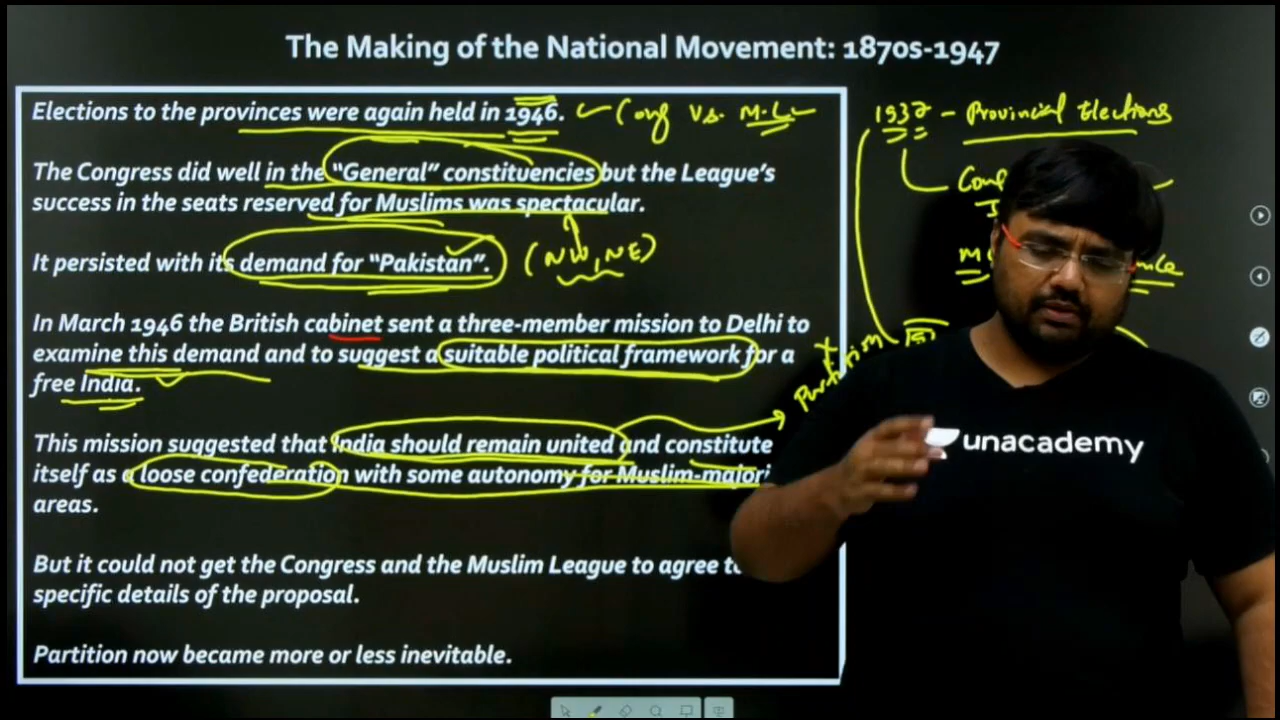 The Making of the National Movement: 1870s-1947
Elections to the provinces were again held in 1946. Cong Vs. M.L.
The Congress did well in the "General" constituencies but the League's
success in the seats reserved for Muslims was spectacular.
It persisted with its demand for "Pakistan". (NW, NE)
In March 1946 the British cabinet sent a three-member mission to Delhi to
examine this demand and to suggest a suitable political framework for a
free India.
This mission suggested that India should remain united and constitute
itself as a loose confederation with some autonomy for Muslim-majori
areas.
But it could not get the Congress and the Muslim League to agree to
specific details of the proposal.
Partition now became more or less inevitable.
1937 - Provincial Elections
unacademy